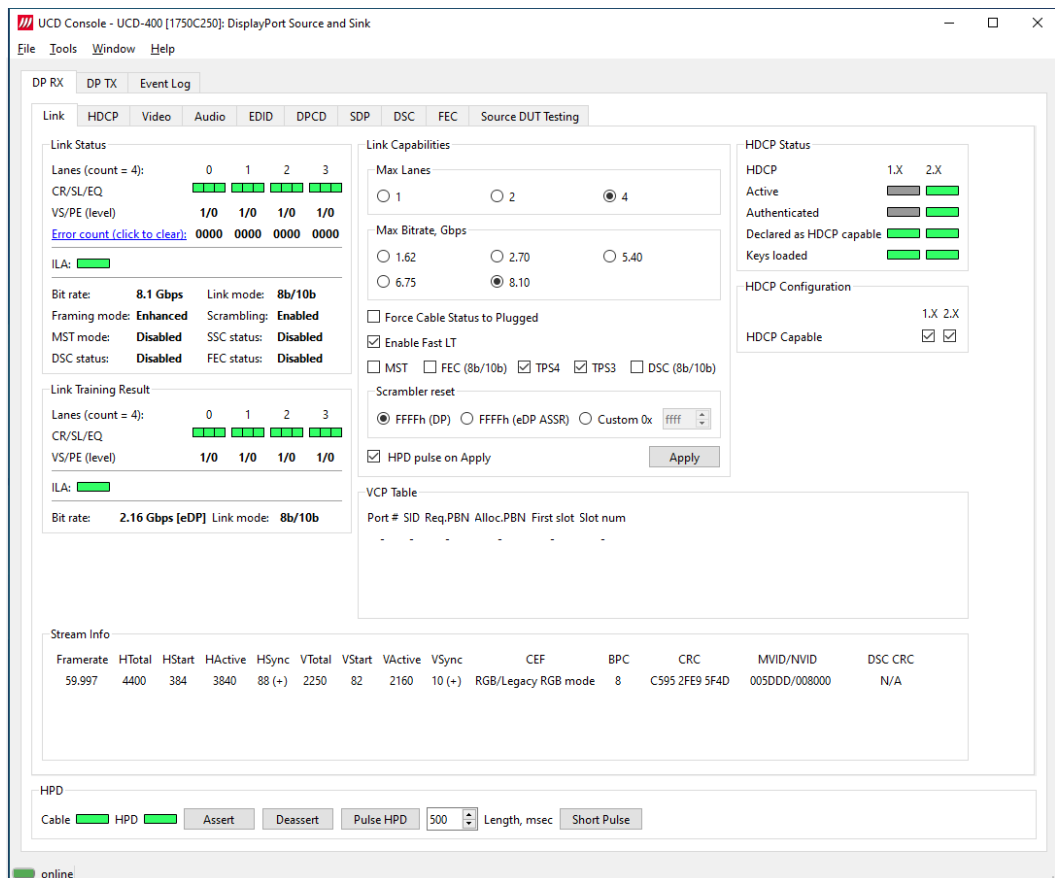 UCD Console - UCD-400 [1750C250]: DisplayPort Source and Sink
File Tools Window Help
DP RX DP TX Event Log
Link HDCP Video Audio EDID DPCD SDP DSC FEC Source DUT Testing
Link Status
Lanes (count = 4): 0 1 2 3
CR/SL/EQ
VS/PE (level) 1/0 1/0 1/0 1/0
Error count (click to clear): 0000 0000 0000 0000
ILA:
Bit rate: 8.1 Gbps Link mode: 8b/10b
Framing mode: Enhanced Scrambling: Enabled
MST mode: Disabled SSC status: Disabled
DSC status: Disabled FEC status: Disabled
Link Training Result
Lanes (count = 4): 0 1 2 3
CR/SL/EQ
VS/PE (level) 1/0 1/0 1/0 1/0
ILA:
Bit rate: 2.16 Gbps [eDP] Link mode: 8b/10b
Link Capabilities
Max Lanes
1 2 4
Max Bitrate, Gbps
1.62 2.70 5.40
6.75 8.10
Force Cable Status to Plugged
Enable Fast LT
MST FEC (8b/10b) TPS4 TPS3 DSC (8b/10b)
Scrambler reset
FFFFh (DP) FFFFh (eDP ASSR) Custom 0x ffff
HPD pulse on Apply Apply
HDCP Status
HDCP 1.X 2.X
Active
Authenticated
Declared as HDCP capable
Keys loaded
HDCP Configuration
1.X 2.X
HDCP Capable
VCP Table
Port # SID Req.PBN Alloc.PBN First slot Slot num
- - - - - -
Stream Info
Framerate HTotal HStart HActive HSync VTotal VStart VActive VSync CEF BPC CRC MVID/NVID DSC CRC
59.997 4400 384 3840 88 (+) 2250 82 2160 10 (+) RGB/Legacy RGB mode 8 C595 2FE9 5F4D 005DDD/008000 N/A
HPD
Cable HPD Assert Deassert Pulse HPD 500 Length, msec Short Pulse
online